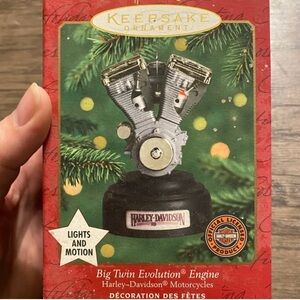 KEEPSAKE
ORNAMENT
HARLEY-DAVIDSON
LIGHTS
AND
MOTION
Big Twin Evolution® Engine
Harley-Davidson® Motorcycles
DÉCORATION DES FÊTES